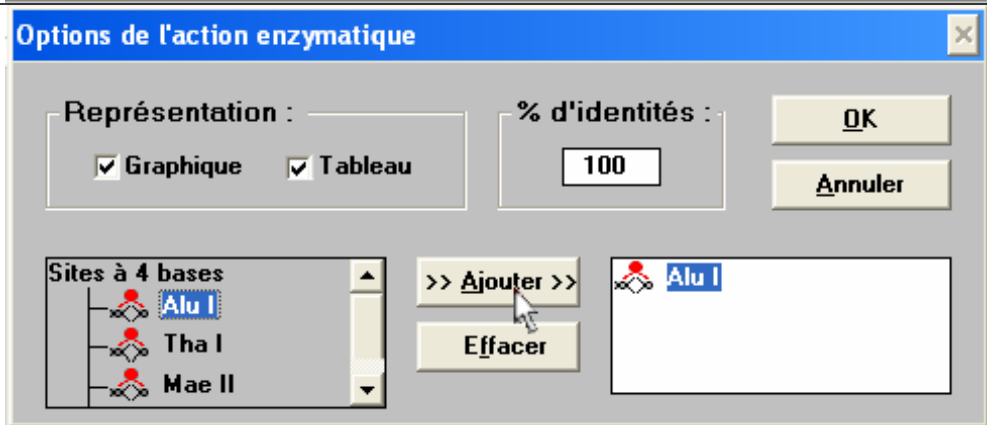 Options de l'action enzymatique
Représentation :
Graphique Tableau
% d'identités :
100
OK
Annuler
Sites à 4 bases
Alu I
Tha I
Mae II
>> Ajouter >>
Effacer
Alu I